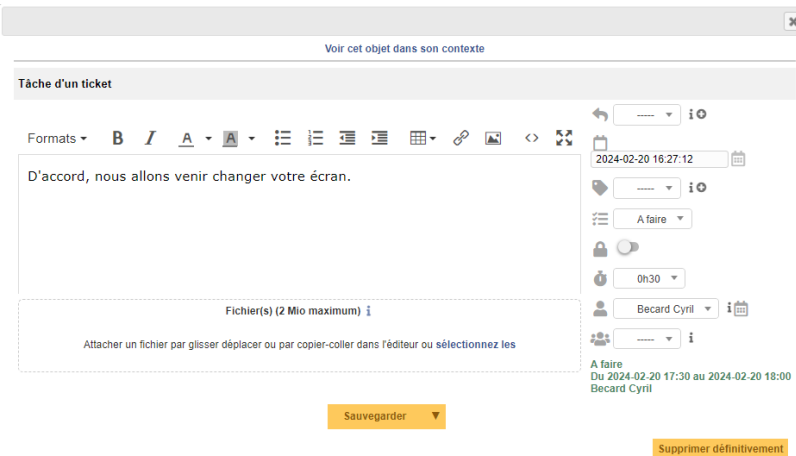 Voir cet objet dans son contexte
Tâche d'un ticket
Formats
B I A A
D'accord, nous allons venir changer votre écran.
Fichier(s) (2 Mio maximum)
Attacher un fichier par glisser déplacer ou par copier-coller dans l'éditeur ou sélectionnez les
Sauvegarder
-----
2024-02-20 16:27:12
-----
A faire
0h30
Becard Cyril
-----
A faire
Du 2024-02-20 17:30 au 2024-02-20 18:00
Becard Cyril
Supprimer définitivement